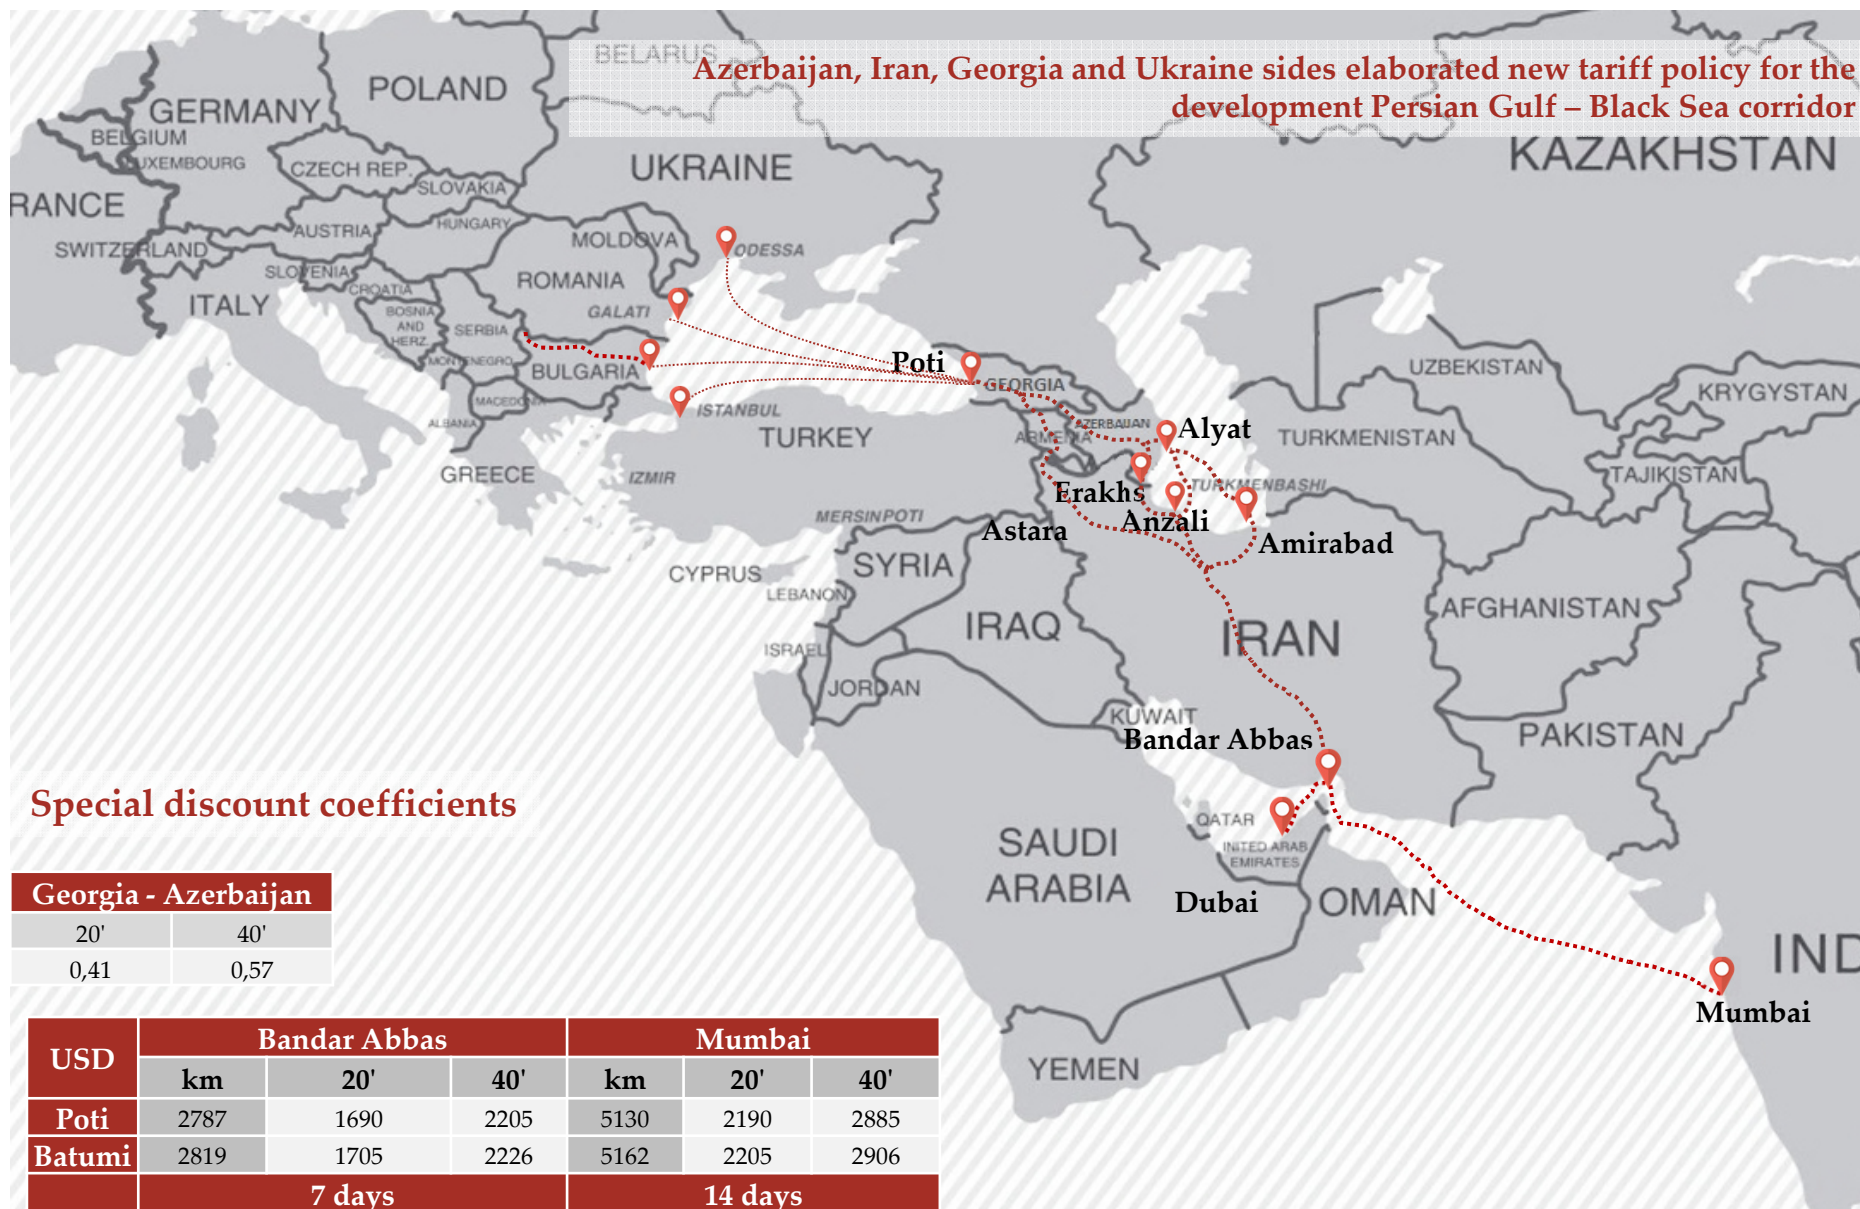 BELARUS
Azerbaijan, Iran, Georgia and Ukraine sides elaborated new tariff policy for the
development Persian Gulf – Black Sea corridor
POLAND
GERMANY
BELGIUM
LUXEMBOURG
CZECH REP.
SLOVAKIA
UKRAINE
KAZAKHSTAN
RANCE
AUSTRIA
HUNGARY
MOLDOVA
SWITZERLAND
ODESSA
SLOVENIA
CROATIA
ROMANIA
ITALY
GALATI
BOSNIA
AND
HERZ.
SERBIA
MONTENEGRO
BULGARIA
Poti
GEORGIA
UZBEKISTAN
KRYGYSTAN
MACEDONIA
ISTANBUL
ALBANIA
TURKEY
ARMENIA
AZERBAIJAN
Alyat
TURKMENISTAN
GREECE
IZMIR
TAJIKISTAN
Erakhs
TURKMENBASHI
MERSINPOTI
Astara
Anzali
Amirabad
CYPRUS
SYRIA
LEBANON
IRAQ
IRAN
AFGHANISTAN
ISRAEL
JORDAN
KUWAIT
Bandar Abbas
PAKISTAN
Special discount coefficients
QATAR
SAUDI
ARABIA
INITED ARAB
EMIRATES
Dubai
OMAN
IND
Mumbai
YEMEN
Georgia - Azerbaijan
20' 40'
0,41 0,57
USD Bandar Abbas Mumbai
km 20' 40' km 20' 40'
Poti 2787 1690 2205 5130 2190 2885
Batumi 2819 1705 2226 5162 2205 2906
7 days 14 days